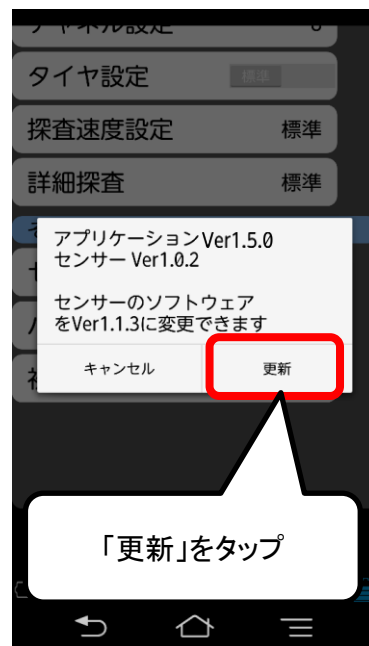 タイヤ設定
標準
探査速度設定
標準
詳細探査
標準
アプリケーションVer1.5.0
センサー Ver1.0.2
センサーのソフトウェア
をVer1.1.3に変更できます
キャンセル
更新
「更新」をタップ